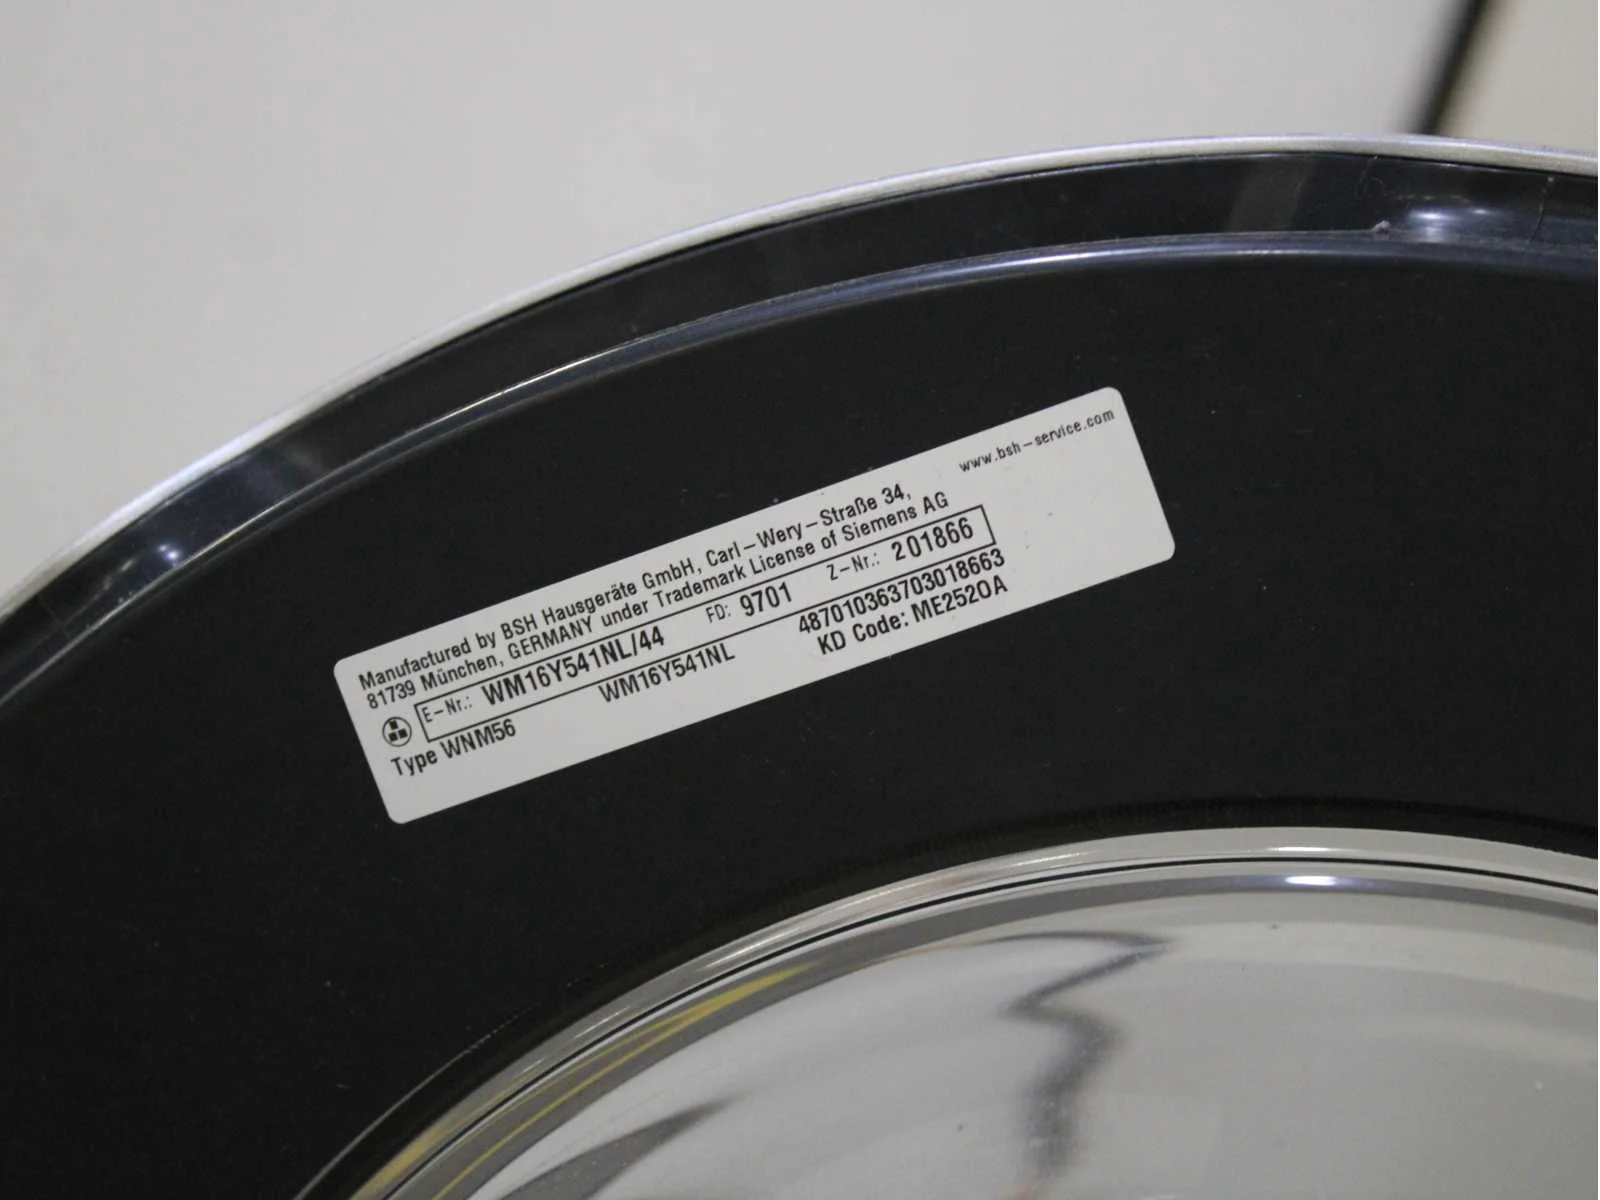 www.bsh-service.com
Manufactured by BSH Hausgeräte GmbH, Carl-Wery-Straße 34,
81739 München, GERMANY under Trademark License of Siemens AG
E-Nr.: WM16Y541NL/44 FD: 9701 Z-Nr.: 201866
Type WNM56 WM16Y541NL 487010363703018663
KD Code: ME252OA